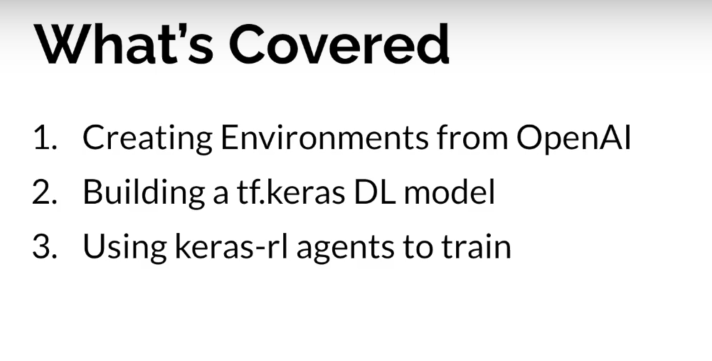 What's Covered
1. Creating Environments from OpenAI
2. Building a tf.keras DL model
3. Using keras-rl agents to train